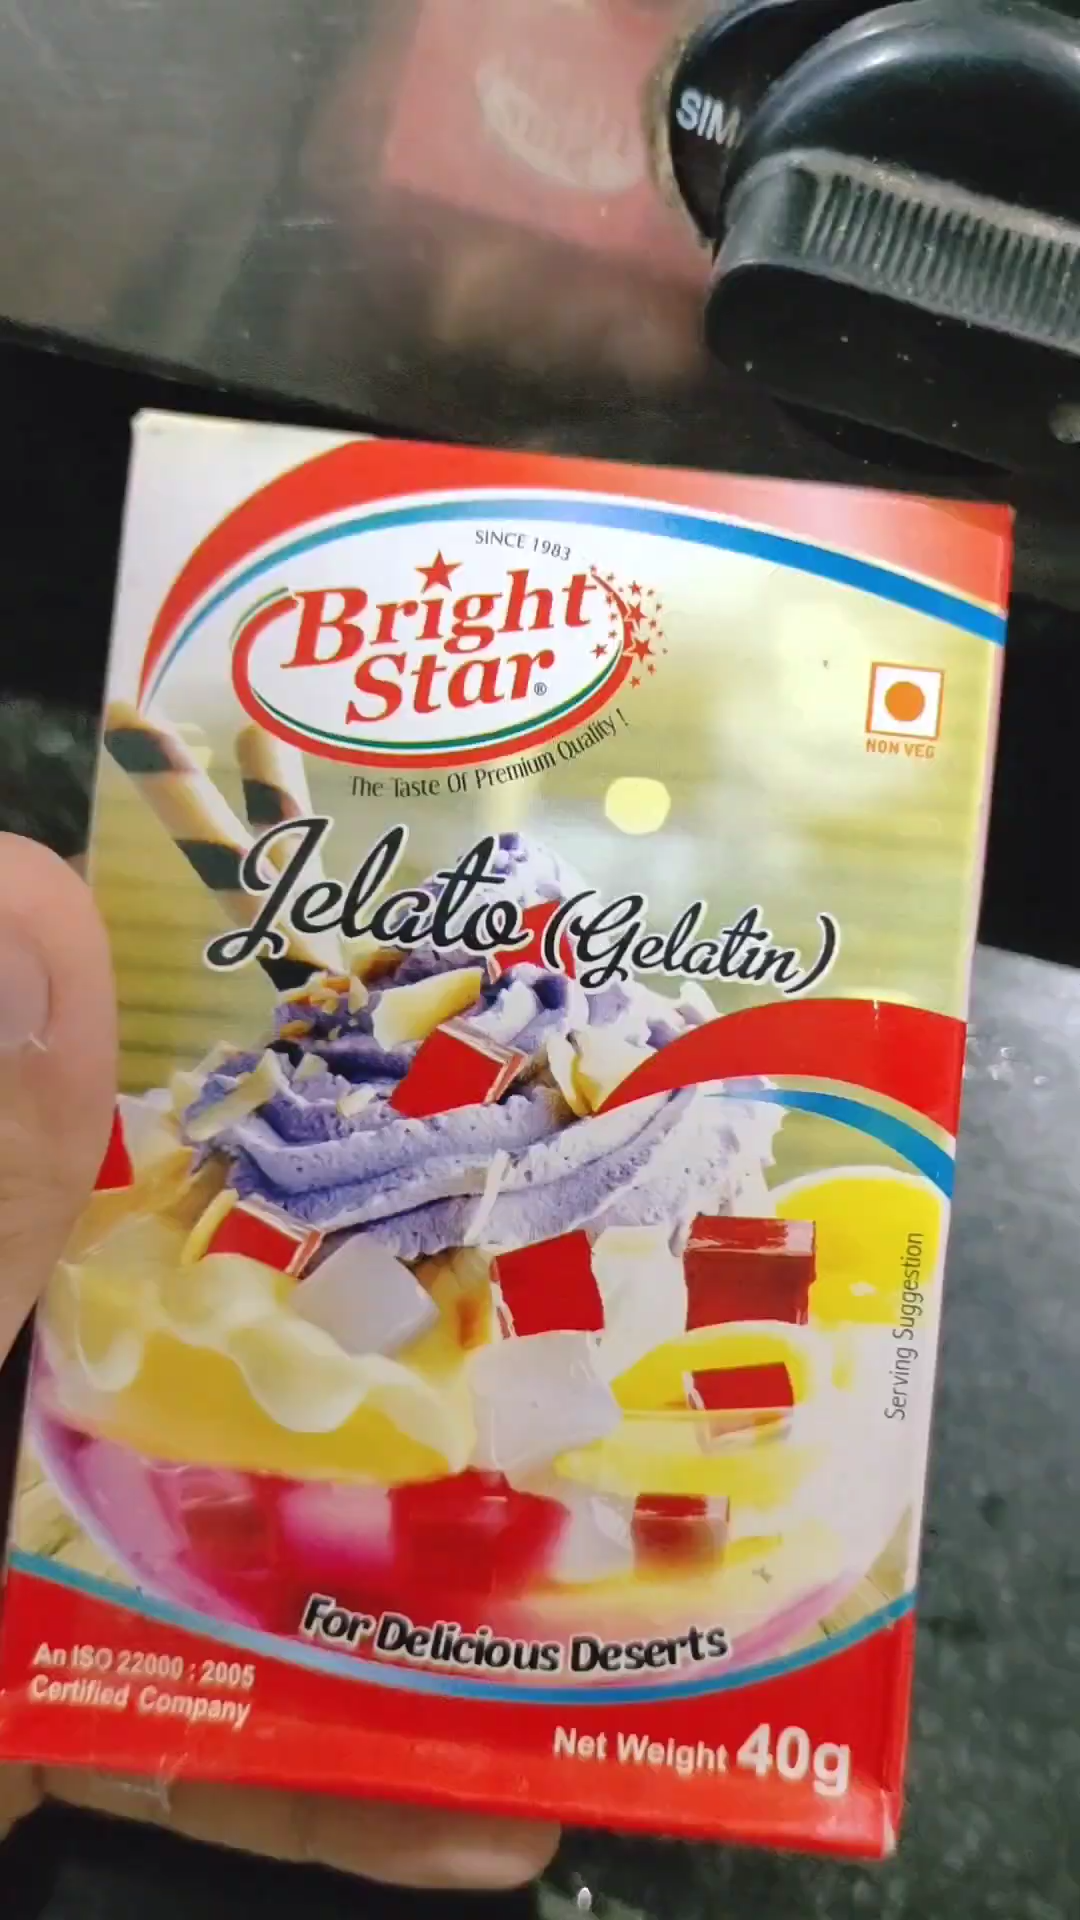 SIM
SINCE 1983
Bright
Star®
The Taste Of Premium Quality !
NON VEG
Jelato (Gelatin)
Serving Suggestion
For Delicious Deserts
An ISO 22000 : 2005
Certified Company
Net Weight 40g